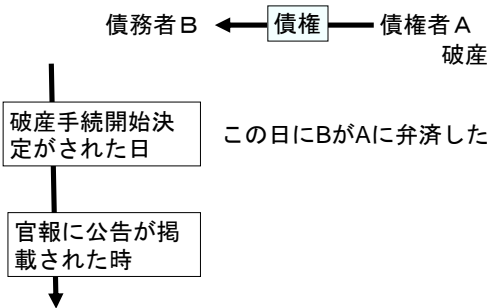 債務者Ｂ 債権 債権者Ａ
破産
破産手続開始決
定がされた日
この日にBがAに弁済した
官報に公告が掲
載された時